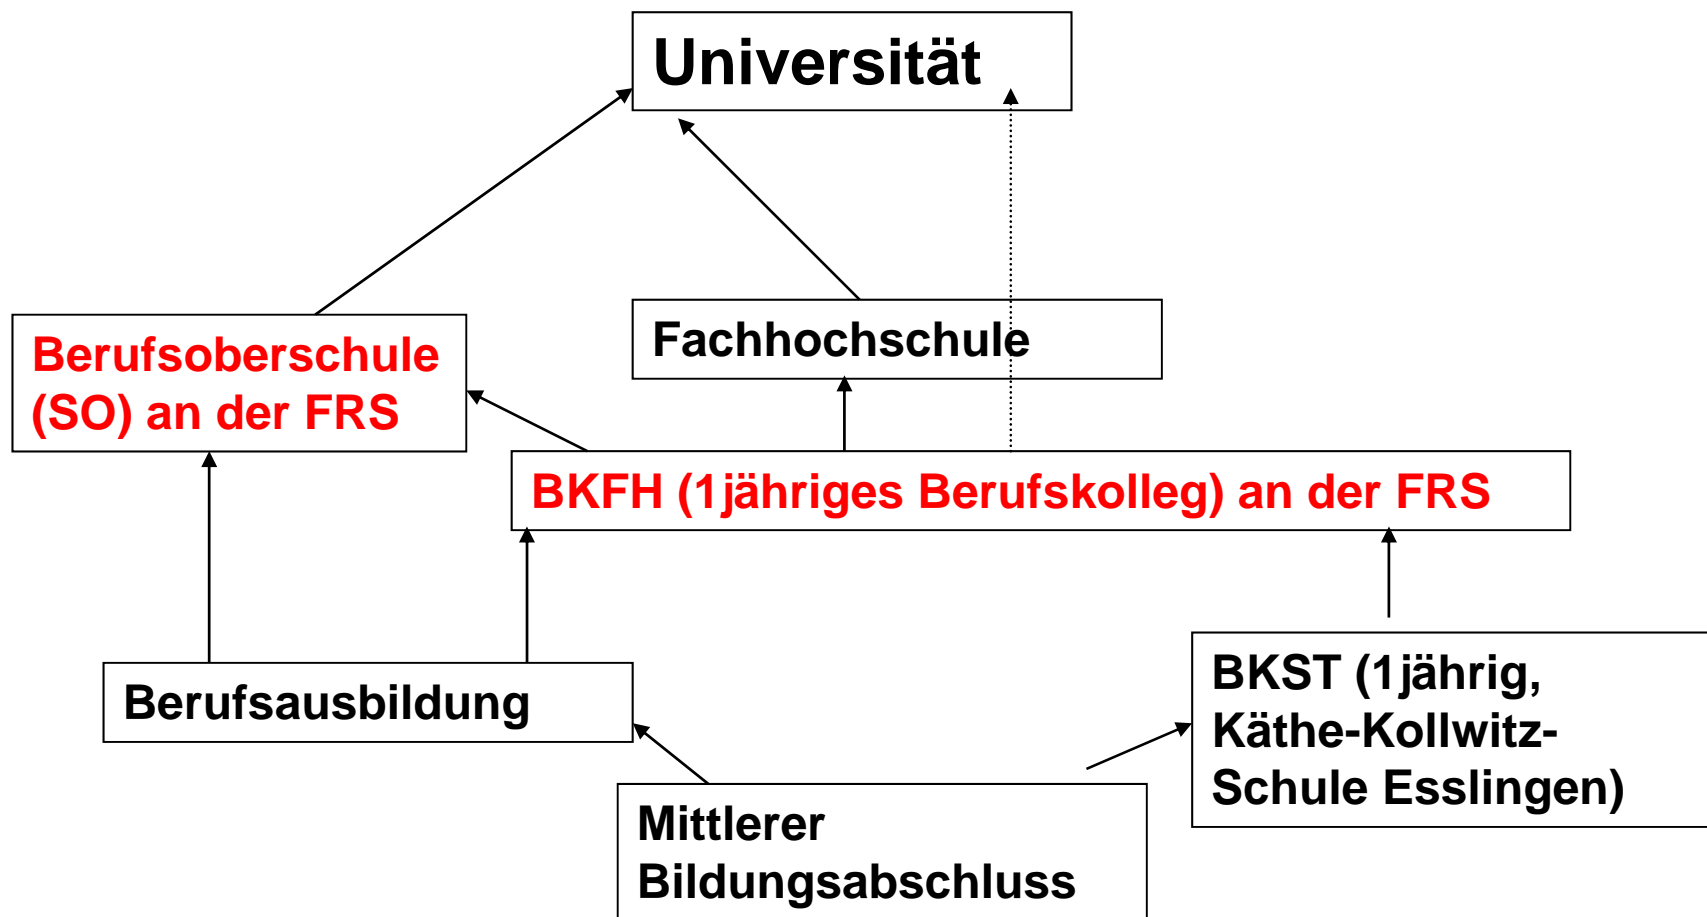 Universität
Berufsoberschule
(SO) an der FRS
Fachhochschule
BKFH (1jähriges Berufskolleg) an der FRS
Berufsausbildung
BKST (1jährig,
Käthe-Kollwitz-
Schule Esslingen)
Mittlerer
Bildungsabschluss